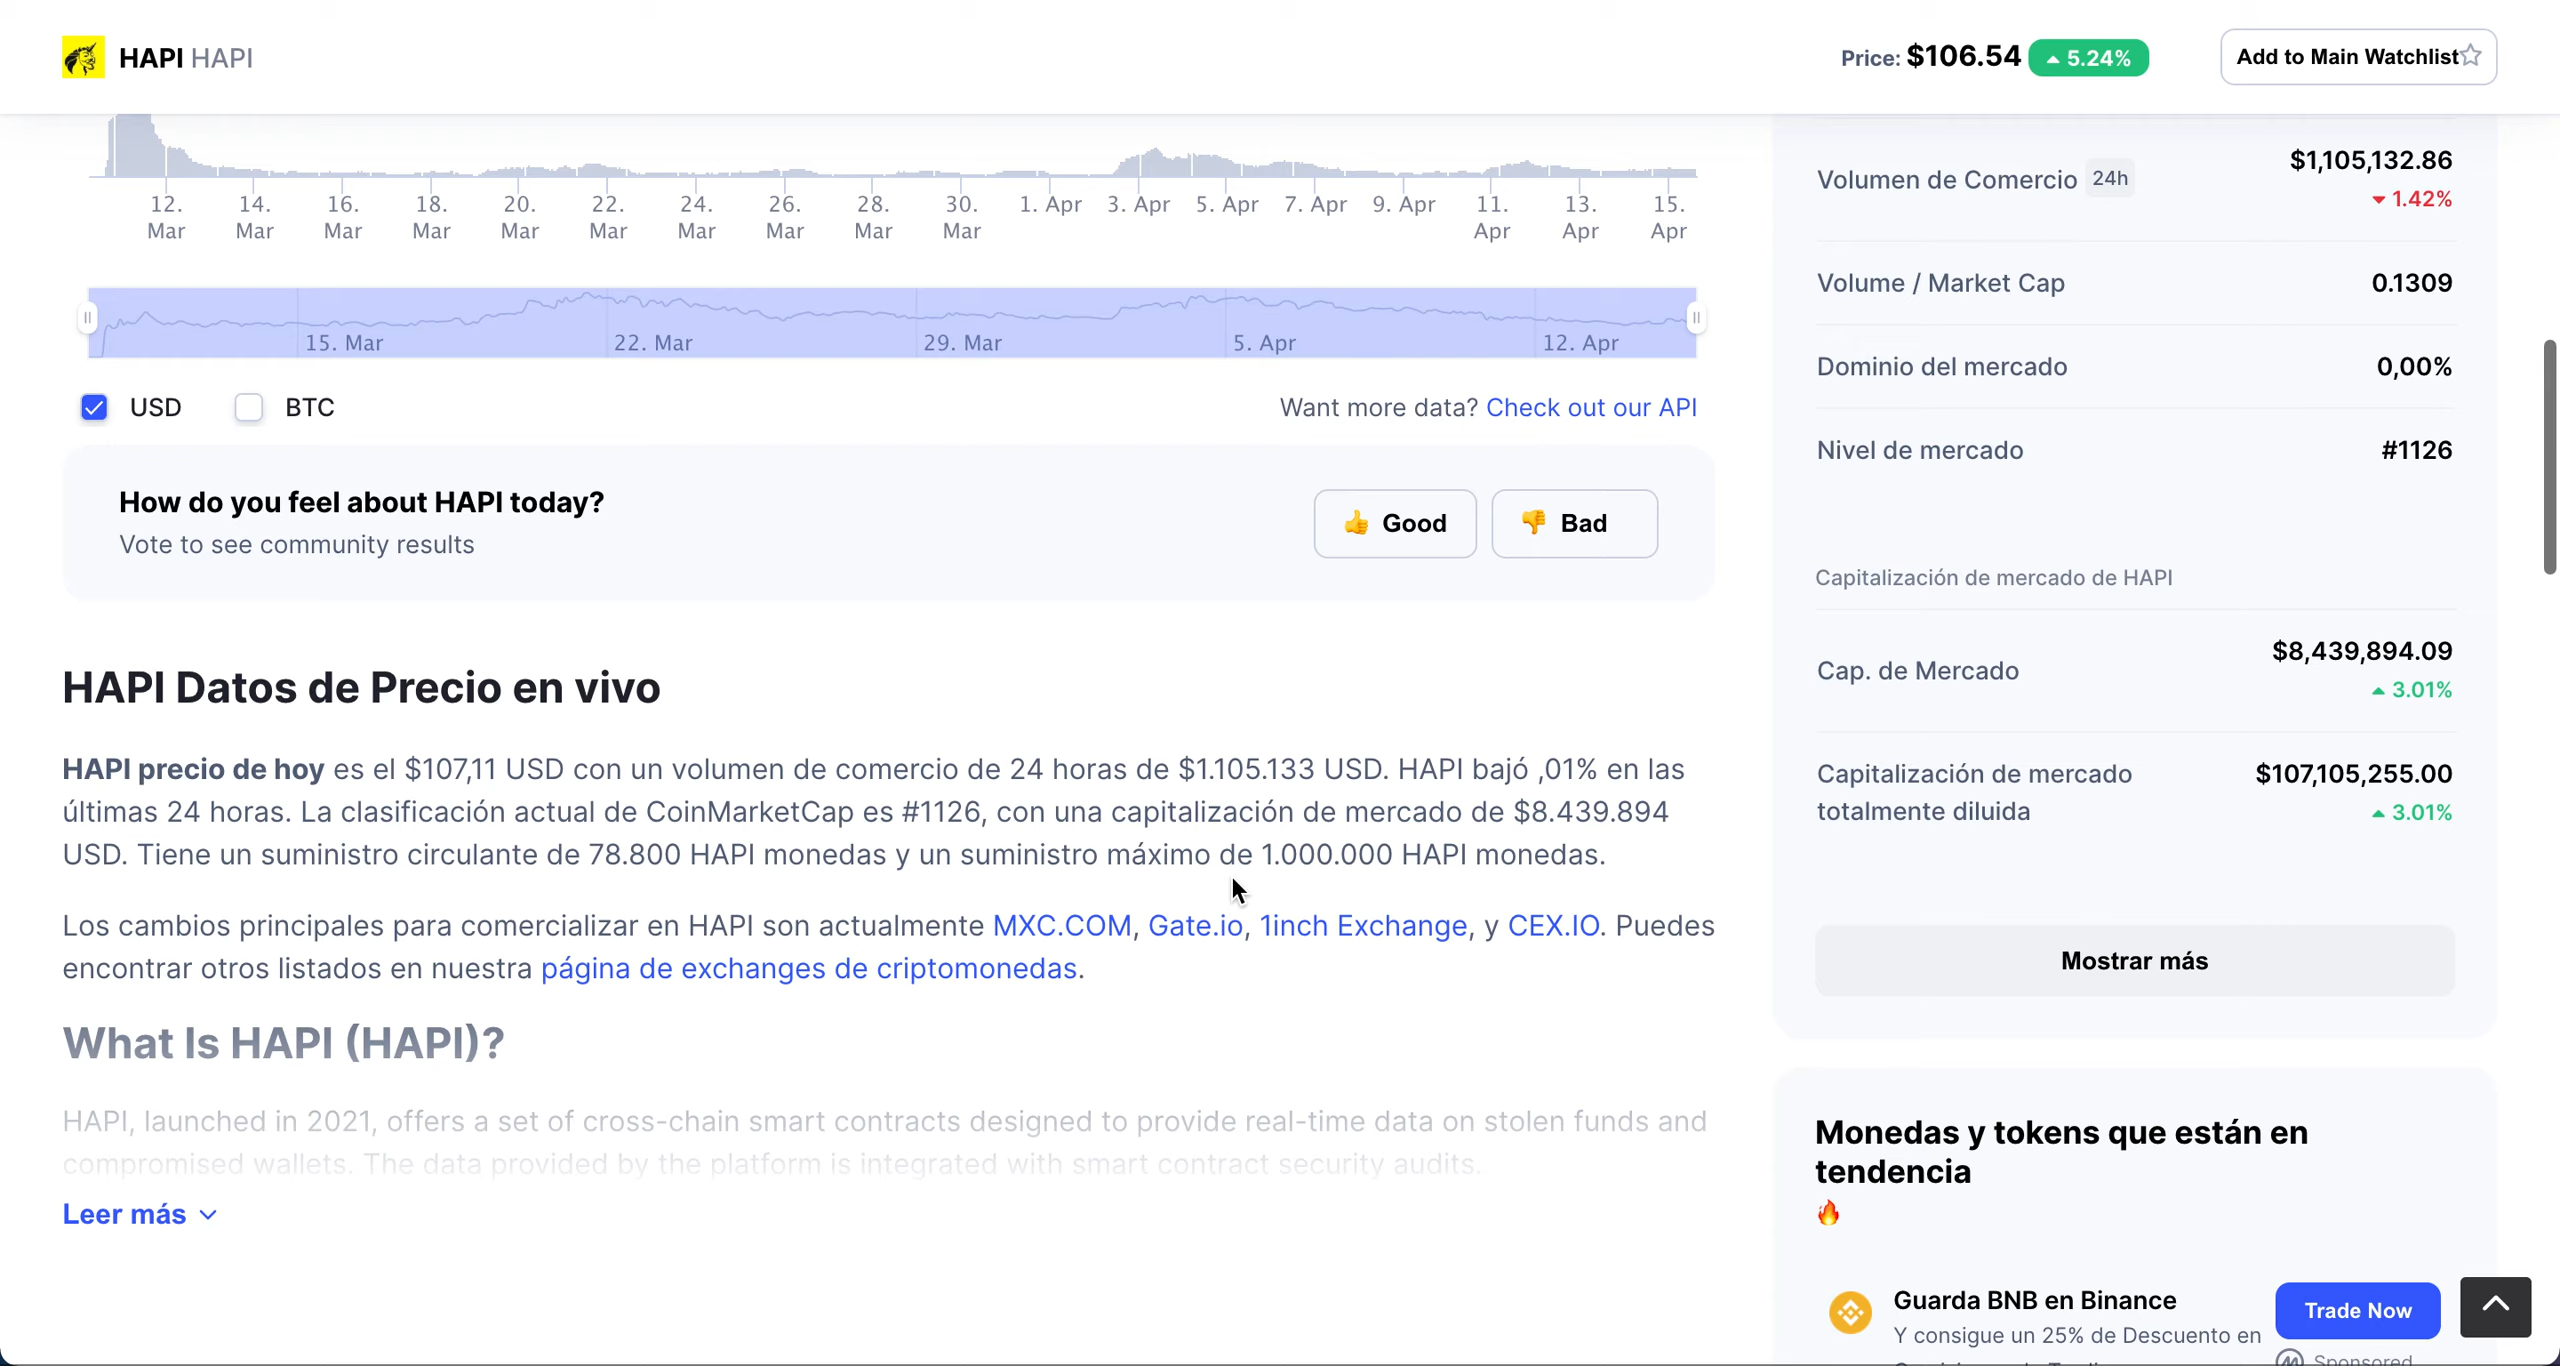 HAPI HAPI
Price: $106.54 5.24%
Add to Main Watchlist
12. Mar 14. Mar 16. Mar 18. Mar 20. Mar 22. Mar 24. Mar 26. Mar 28. Mar 30. Mar 1. Apr 3. Apr 5. Apr 7. Apr 9. Apr 11. Apr 13. Apr 15. Apr
15. Mar 22. Mar 29. Mar 5. Apr 12. Apr
USD BTC
Want more data? Check out our API
How do you feel about HAPI today?
Vote to see community results
Good
Bad
HAPI Datos de Precio en vivo
HAPI precio de hoy es el $107,11 USD con un volumen de comercio de 24 horas de $1.105.133 USD. HAPI bajó ,01% en las
últimas 24 horas. La clasificación actual de CoinMarketCap es #1126, con una capitalización de mercado de $8.439.894
USD. Tiene un suministro circulante de 78.800 HAPI monedas y un suministro máximo de 1.000.000 HAPI monedas.
Los cambios principales para comercializar en HAPI son actualmente MXC.COM, Gate.io, 1inch Exchange, y CEX.IO. Puedes
encontrar otros listados en nuestra página de exchanges de criptomonedas.
What Is HAPI (HAPI)?
HAPI, launched in 2021, offers a set of cross-chain smart contracts designed to provide real-time data on stolen funds and
compromised wallets. The data provided by the platform is integrated with smart contract security audits.
Leer más
Volumen de Comercio 24h
$1,105,132.86
1.42%
Volume / Market Cap 0.1309
Dominio del mercado 0,00%
Nivel de mercado #1126
Capitalización de mercado de HAPI
Cap. de Mercado
$8,439,894.09
3.01%
Capitalización de mercado
totalmente diluida
$107,105,255.00
3.01%
Mostrar más
Monedas y tokens que están en
tendencia
Guarda BNB en Binance
Y consigue un 25% de Descuento en
Trade Now
Sponsored